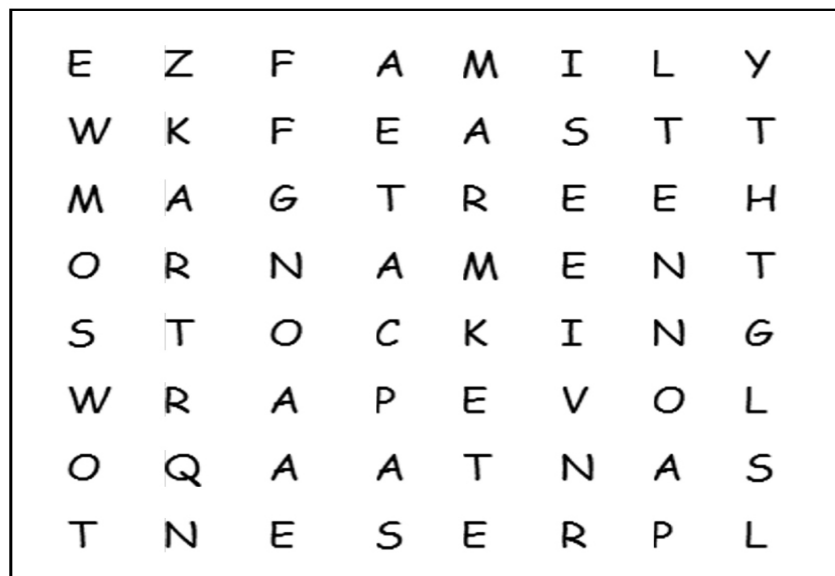 E Z F A M I L Y
W K F E A S T T
M A G T R E E H
O R N A M E N T
S T O C K I N G
W R A P E V O L
O Q A A T N A S
T N E S E R P L